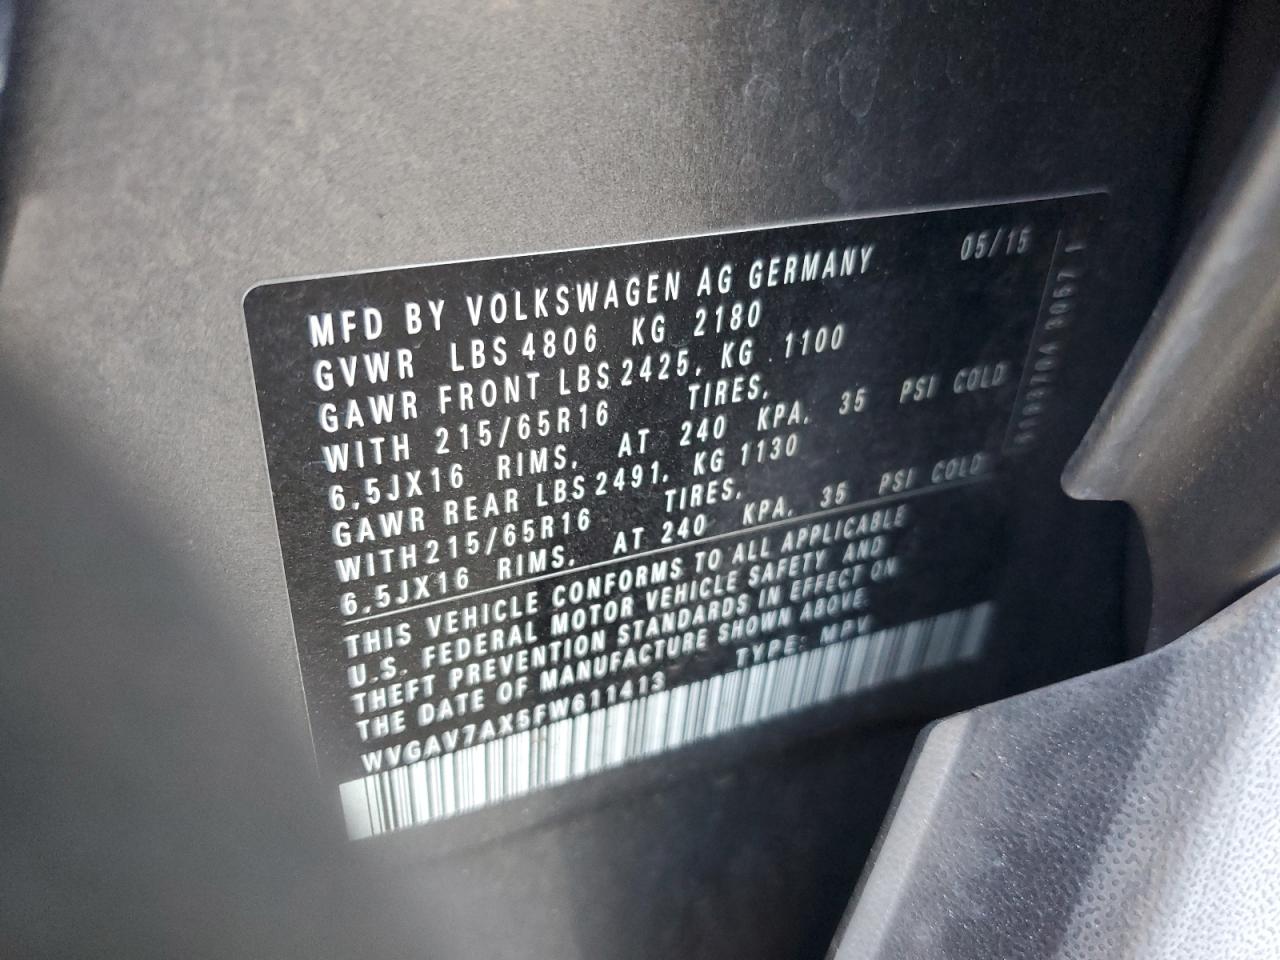 MFD BY VOLKSWAGEN AG GERMANY 05/15
GVWR LBS 4806 KG 2180
GAWR FRONT LBS 2425, KG 1100
WITH 215/65R16 TIRES,
6.5JX16 RIMS, AT 240 KPA, 35 PSI COLD
GAWR REAR LBS 2491, KG 1130
WITH 215/65R16 TIRES,
6.5JX16 RIMS, AT 240 KPA, 35 PSI COLD
THIS VEHICLE CONFORMS TO ALL APPLICABLE
U.S. FEDERAL MOTOR VEHICLE SAFETY AND
THEFT PREVENTION STANDARDS IN EFFECT ON
THE DATE OF MANUFACTURE SHOWN ABOVE.
WVGAV7AX5FW611413 TYPE: MPV